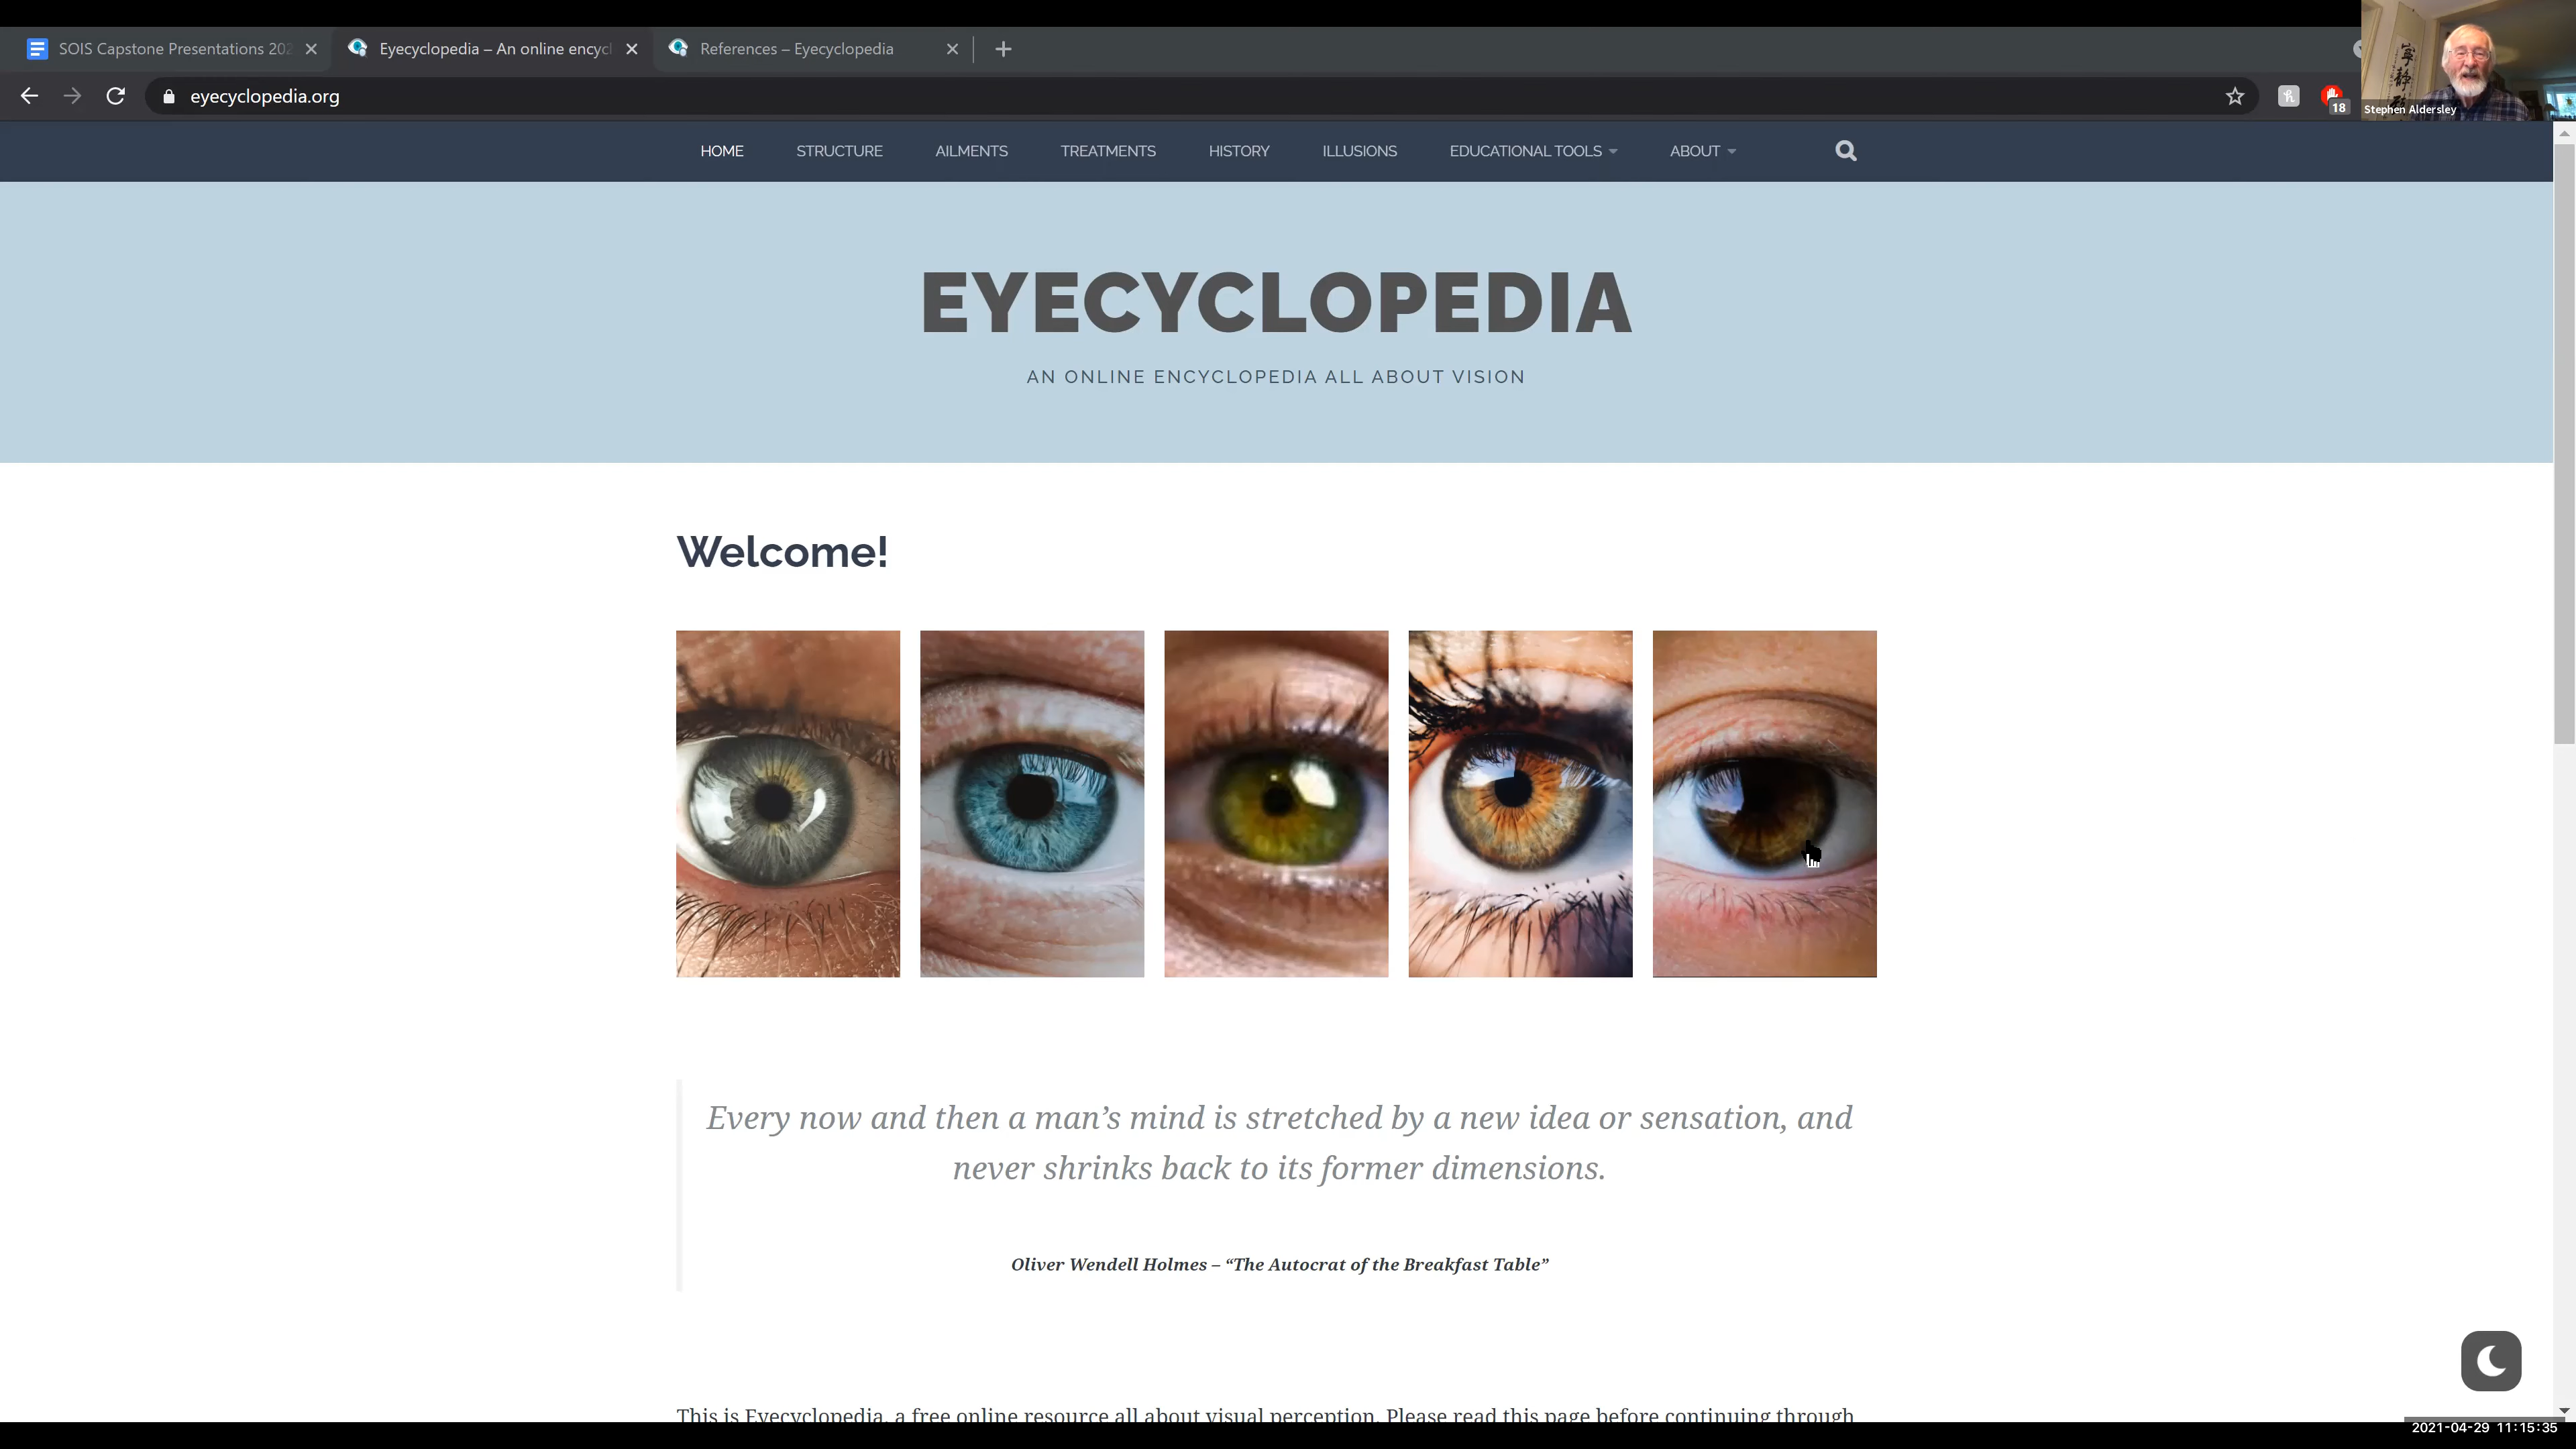 SOIS Capstone Presentations 202
Eyecyclopedia – An online encycl
References – Eyecyclopedia
eyecyclopedia.org
18
寧靜
Stephen Aldersley
HOME STRUCTURE AILMENTS TREATMENTS HISTORY ILLUSIONS EDUCATIONAL TOOLS ABOUT
EYECYCLOPEDIA
AN ONLINE ENCYCLOPEDIA ALL ABOUT VISION
Welcome!
Every now and then a man’s mind is stretched by a new idea or sensation, and
never shrinks back to its former dimensions.
Oliver Wendell Holmes – “The Autocrat of the Breakfast Table”
This is Eyecyclopedia, a free online resource all about visual perception. Please read this page before continuing through
2021-04-29 11:15:35